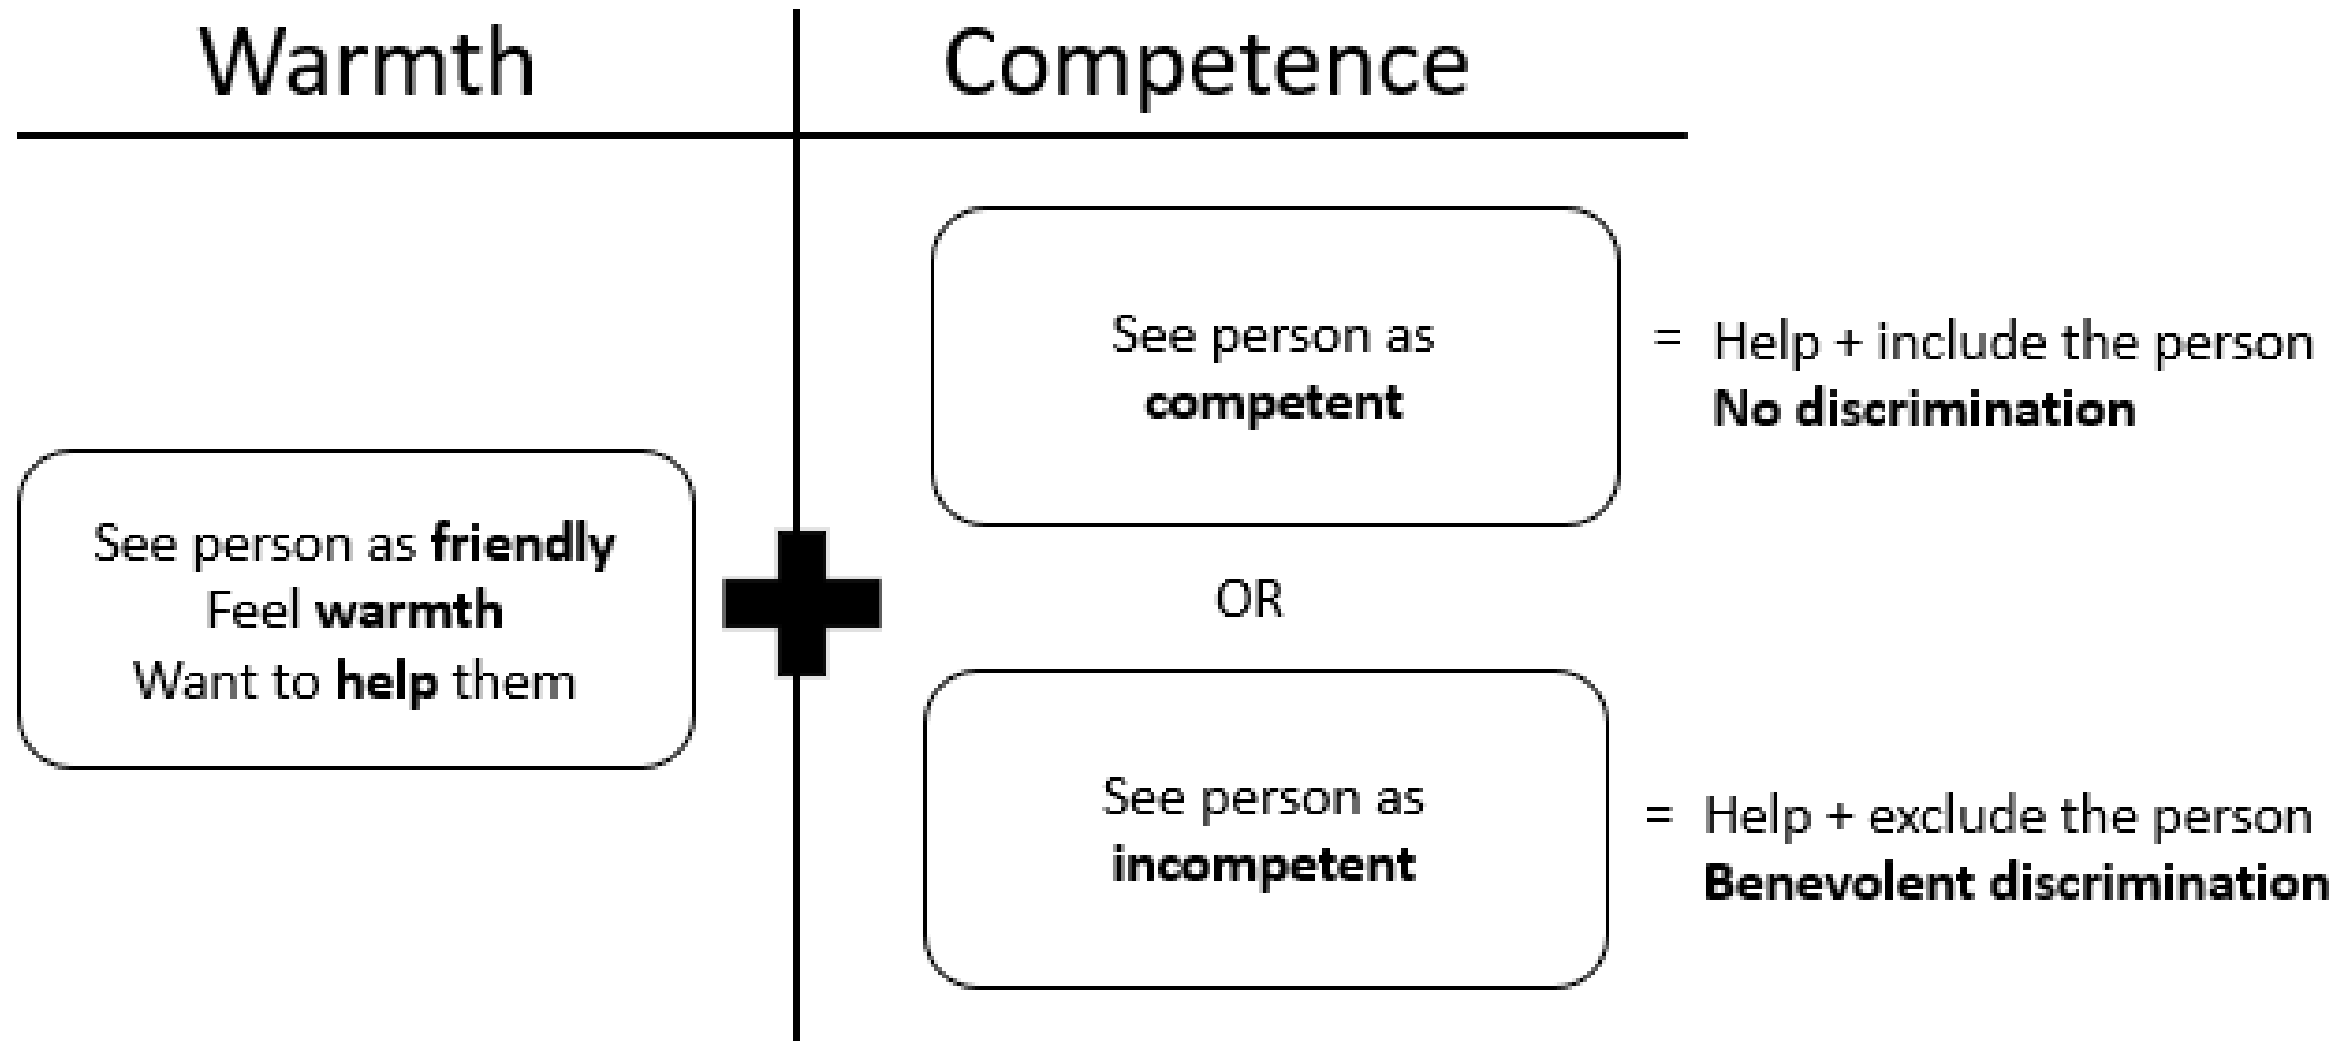 Warmth
Competence
See person as friendly
Feel warmth
Want to help them
See person as
competent
= Help + include the person
No discrimination
OR
See person as
incompetent
= Help + exclude the person
Benevolent discrimination